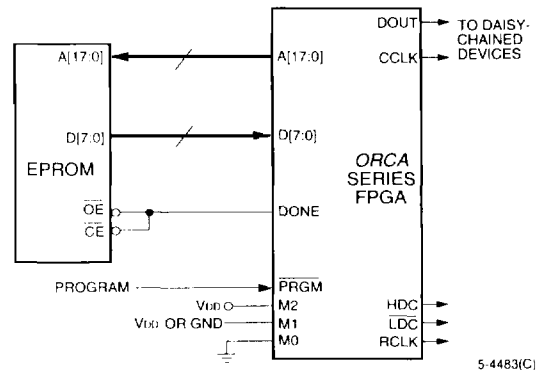 DOUT
TO DAISY-
CHAINED
DEVICES
A[17:0]
A[17:0]
CCLK
D[7:0]
D[7:0]
EPROM
ORCA
SERIES
FPGA
OE
CE
DONE
PROGRAM
PRGM
VDD
M2
HDC
VDD OR GND
M1
LDC
M0
RCLK
5-4483(C)